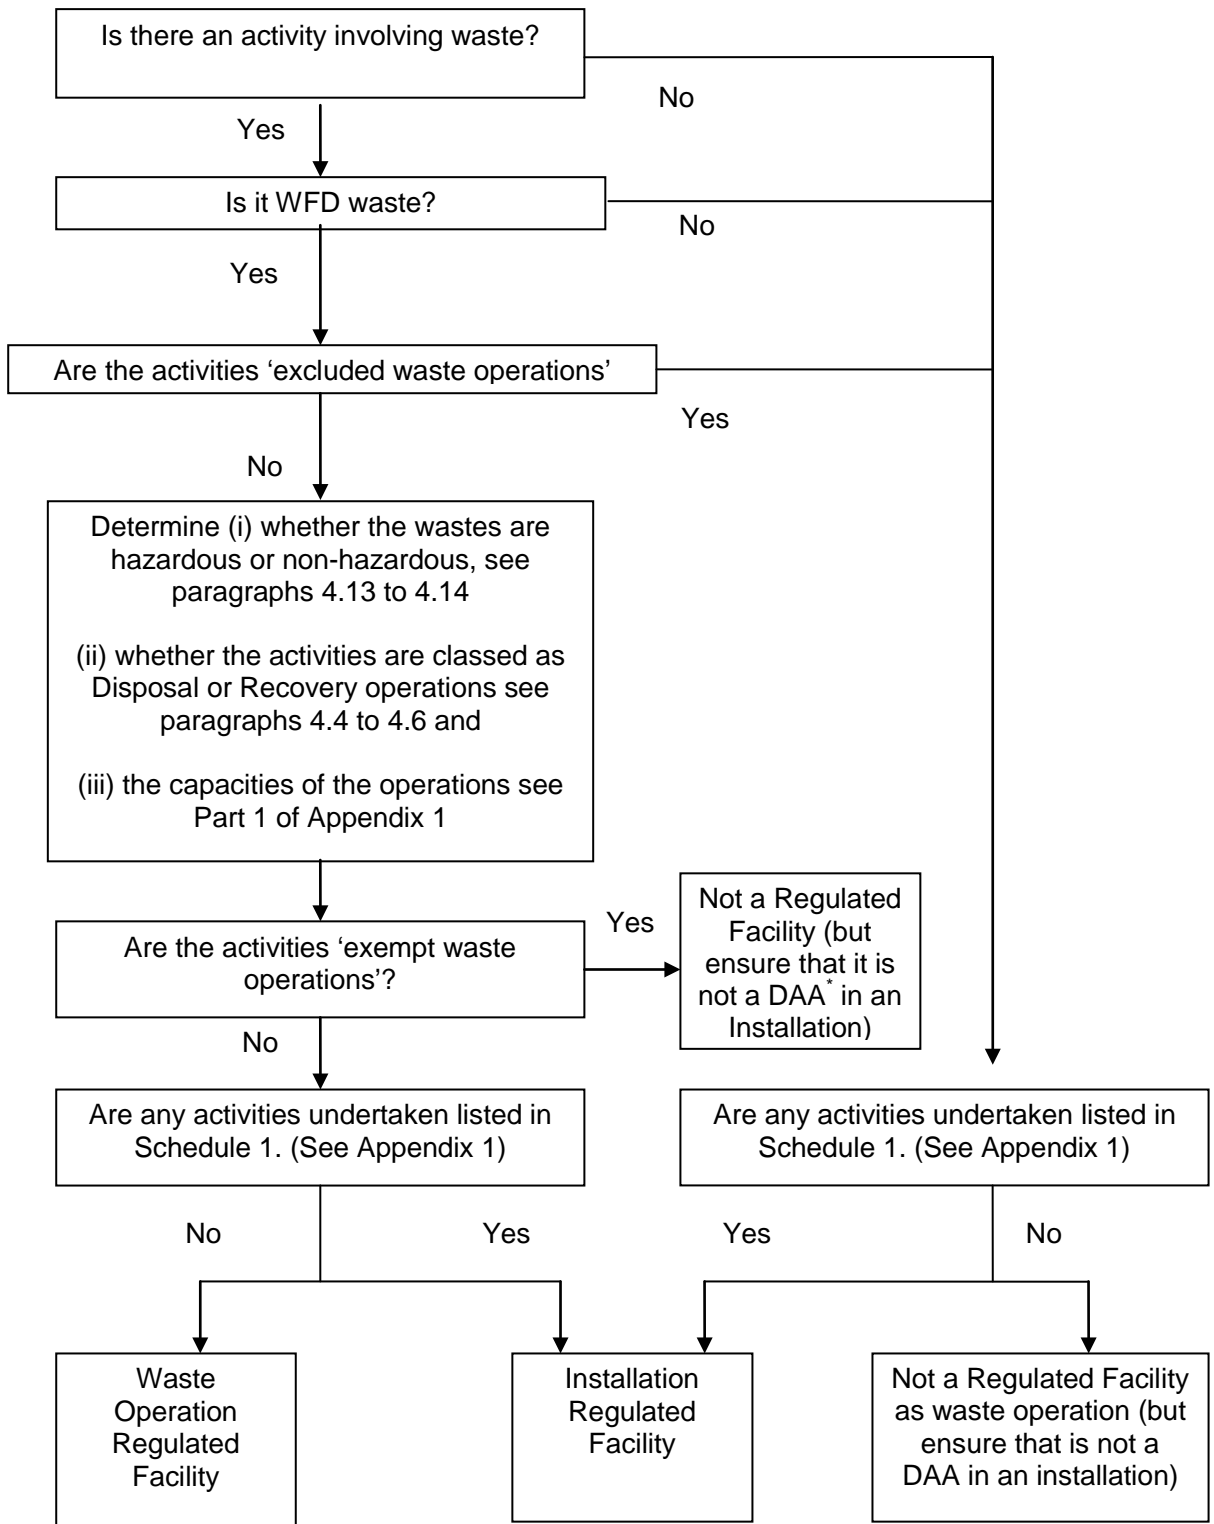 Is there an activity involving waste?
No
Yes
Is it WFD waste?
No
Yes
Are the activities ‘excluded waste operations’
Yes
No
Determine (i) whether the wastes are
hazardous or non-hazardous, see
paragraphs 4.13 to 4.14
(ii) whether the activities are classed as
Disposal or Recovery operations see
paragraphs 4.4 to 4.6 and
(iii) the capacities of the operations see
Part 1 of Appendix 1
Are the activities ‘exempt waste
operations’?
Yes
Not a Regulated
Facility (but
ensure that it is
not a DAA* in an
Installation)
No
Are any activities undertaken listed in
Schedule 1. (See Appendix 1)
Are any activities undertaken listed in
Schedule 1. (See Appendix 1)
No
Yes
Yes
No
Waste
Operation
Regulated
Facility
Installation
Regulated
Facility
Not a Regulated Facility
as waste operation (but
ensure that is not a
DAA in an installation)